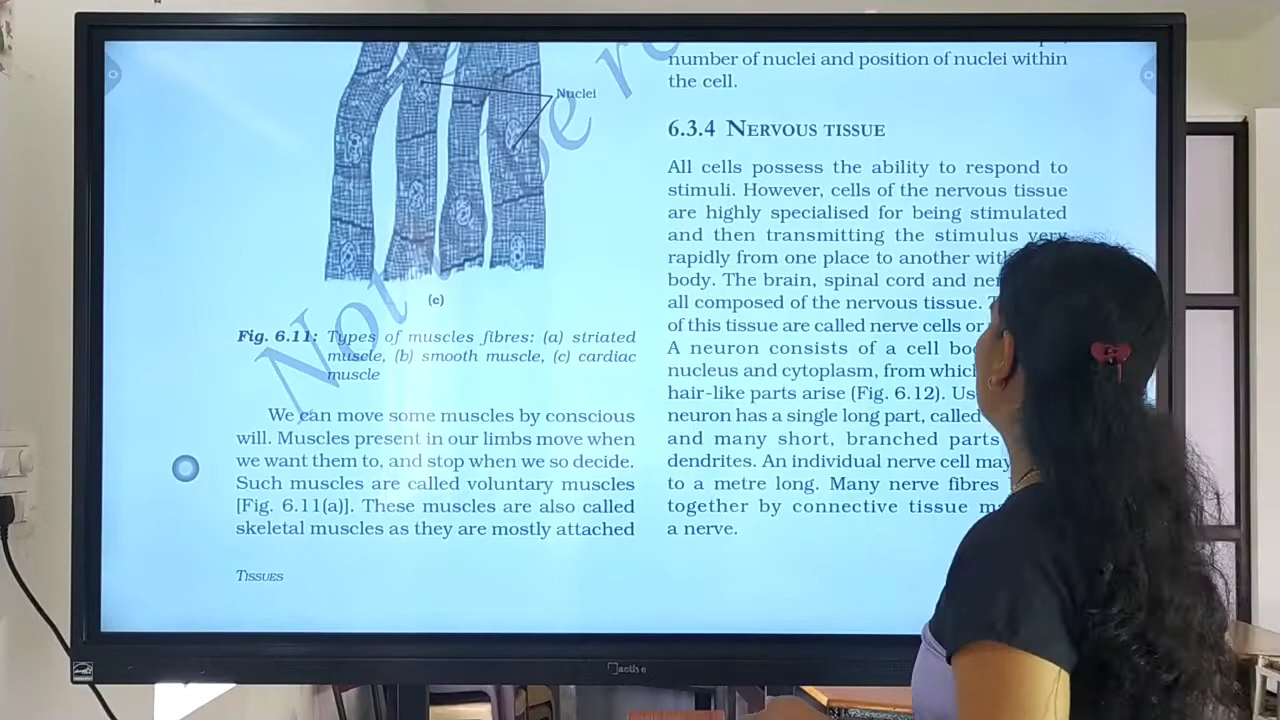 Nuclei
(c)
Fig. 6.11: Types of muscles fibres: (a) striated
muscle, (b) smooth muscle, (c) cardiac
muscle
We can move some muscles by conscious
will. Muscles present in our limbs move when
we want them to, and stop when we so decide.
Such muscles are called voluntary muscles
[Fig. 6.11(a)]. These muscles are also called
skeletal muscles as they are mostly attached
TISSUES
number of nuclei and position of nuclei within
the cell.
6.3.4 NERVOUS TISSUE
All cells possess the ability to respond to
stimuli. However, cells of the nervous tissue
are highly specialised for being stimulated
and then transmitting the stimulus very
rapidly from one place to another
body. The brain, spinal cord and
all composed of the nervous tissue.
of this tissue are called nerve cells or
A neuron consists of a cell
nucleus and cytoplasm, from
hair-like parts arise (Fig. 6.12).
neuron has a single long part, called
and many short, branched parts
dendrites. An individual nerve cell may
to a metre long. Many nerve fibres
together by connective tissue
a nerve.
Not be re